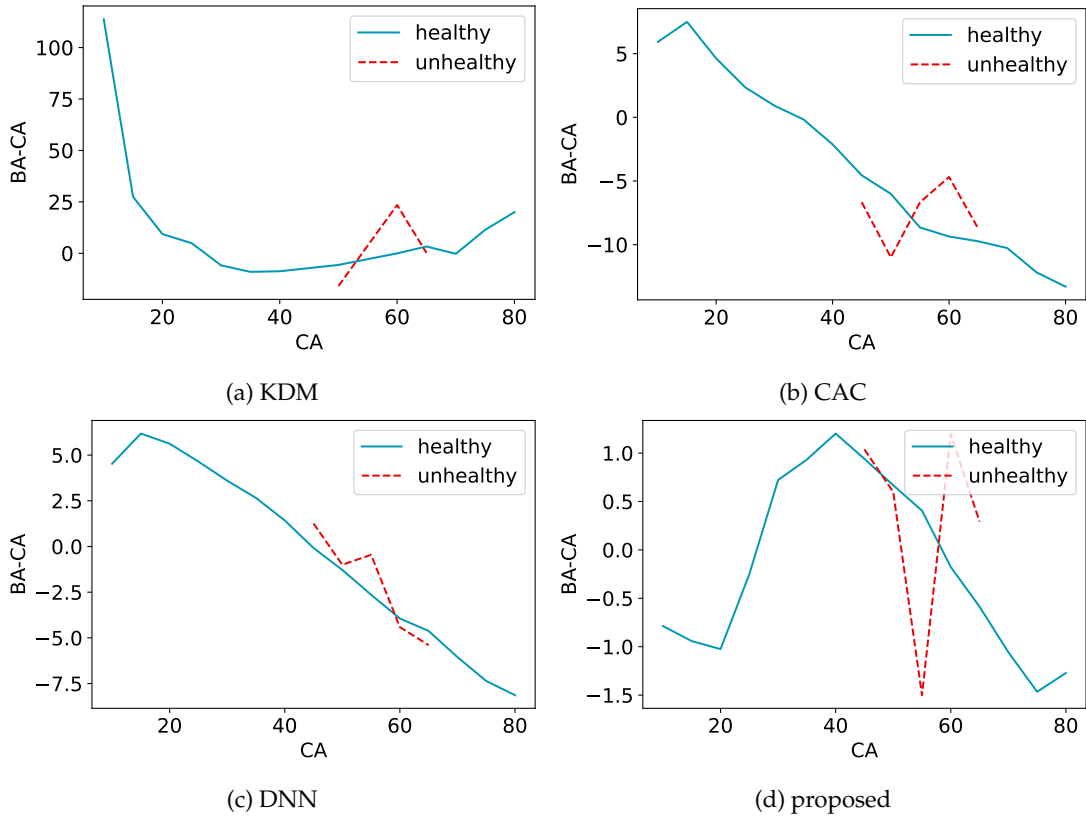 healthy
unhealthy
100
75
50
25
0
BA-CA
20
40
60
80
CA
(a) KDM
healthy
unhealthy
5
0
−5
−10
BA-CA
20
40
60
80
CA
(b) CAC
healthy
unhealthy
5.0
2.5
0.0
−2.5
−5.0
−7.5
BA-CA
20
40
60
80
CA
(c) DNN
healthy
unhealthy
1.0
0.5
0.0
−0.5
−1.0
−1.5
BA-CA
20
40
60
80
CA
(d) proposed